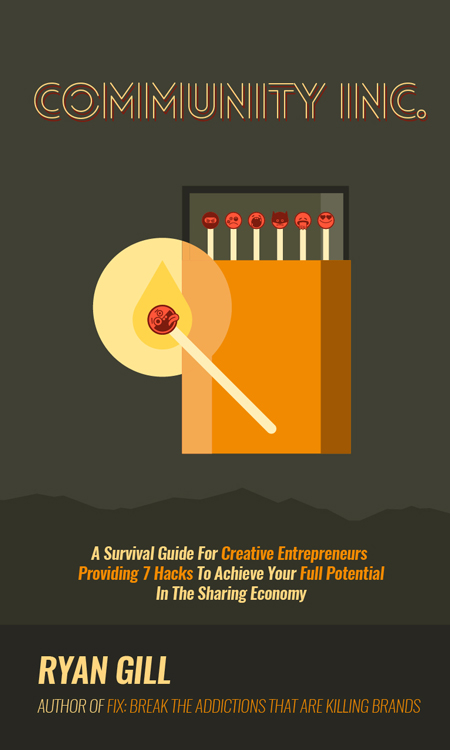 COMMUNITY INC.
A Survival Guide For Creative Entrepreneurs
Providing 7 Hacks To Achieve Your Full Potential
In The Sharing Economy
RYAN GILL
AUTHOR OF FIX: BREAK THE ADDICTIONS THAT ARE KILLING BRANDS